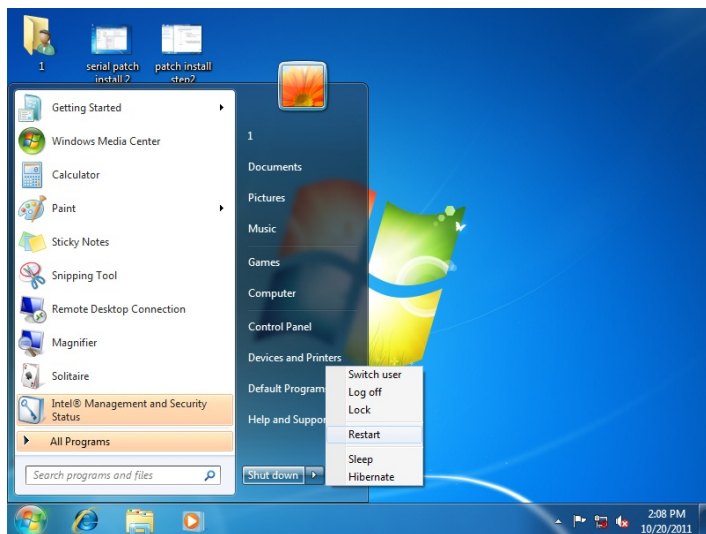 1
serial patch
install 2
patch install
step2
Getting Started
Windows Media Center
Calculator
Paint
Sticky Notes
Snipping Tool
Remote Desktop Connection
Magnifier
Solitaire
Intel® Management and Security
Status
All Programs
Search programs and files
1
Documents
Pictures
Music
Games
Computer
Control Panel
Devices and Printers
Default Program
Help and Suppor
Shut down
Switch user
Log off
Lock
Restart
Sleep
Hibernate
2:08 PM
10/20/2011